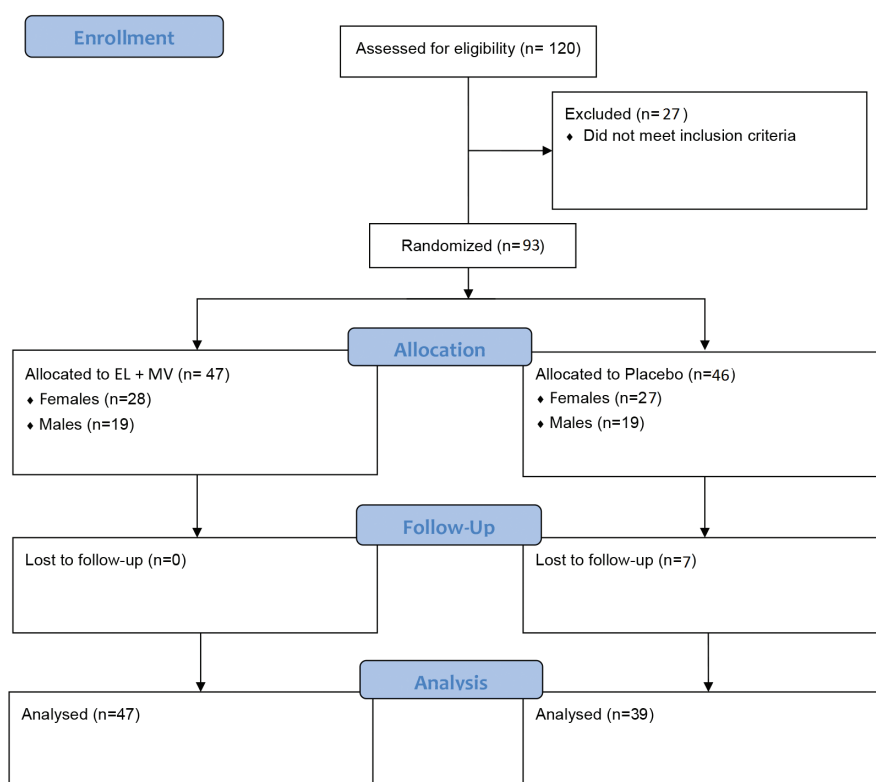 Enrollment
Assessed for eligibility (n= 120)
Excluded (n=27)
♦ Did not meet inclusion criteria
Randomized (n=93)
Allocation
Allocated to EL + MV (n= 47)
♦ Females (n=28)
♦ Males (n=19)
Allocated to Placebo (n=46)
♦ Females (n=27)
♦ Males (n=19)
Follow-Up
Lost to follow-up (n=0)
Lost to follow-up (n=7)
Analysis
Analysed (n=47)
Analysed (n=39)